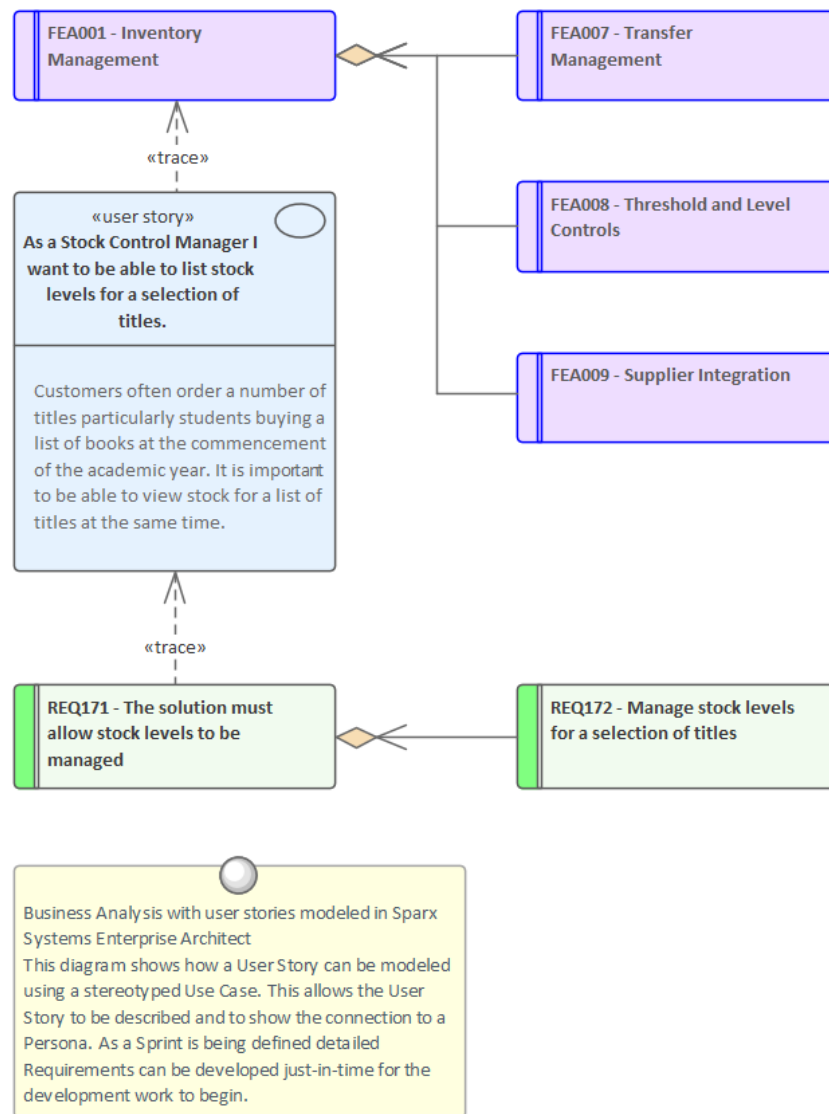 FEA001 - Inventory
Management
FEA007 - Transfer
Management
«trace»
FEA008 - Threshold and Level
Controls
«user story»
As a Stock Control Manager I
want to be able to list stock
levels for a selection of
titles.
FEA009 - Supplier Integration
Customers often order a number of
titles particularly students buying a
list of books at the commencement
of the academic year. It is important
to be able to view stock for a list of
titles at the same time.
«trace»
REQ171 - The solution must
allow stock levels to be
managed
REQ172 - Manage stock levels
for a selection of titles
Business Analysis with user stories modeled in Sparx
Systems Enterprise Architect
This diagram shows how a User Story can be modeled
using a stereotyped Use Case. This allows the User
Story to be described and to show the connection to a
Persona. As a Sprint is being defined detailed
Requirements can be developed just-in-time for the
development work to begin.